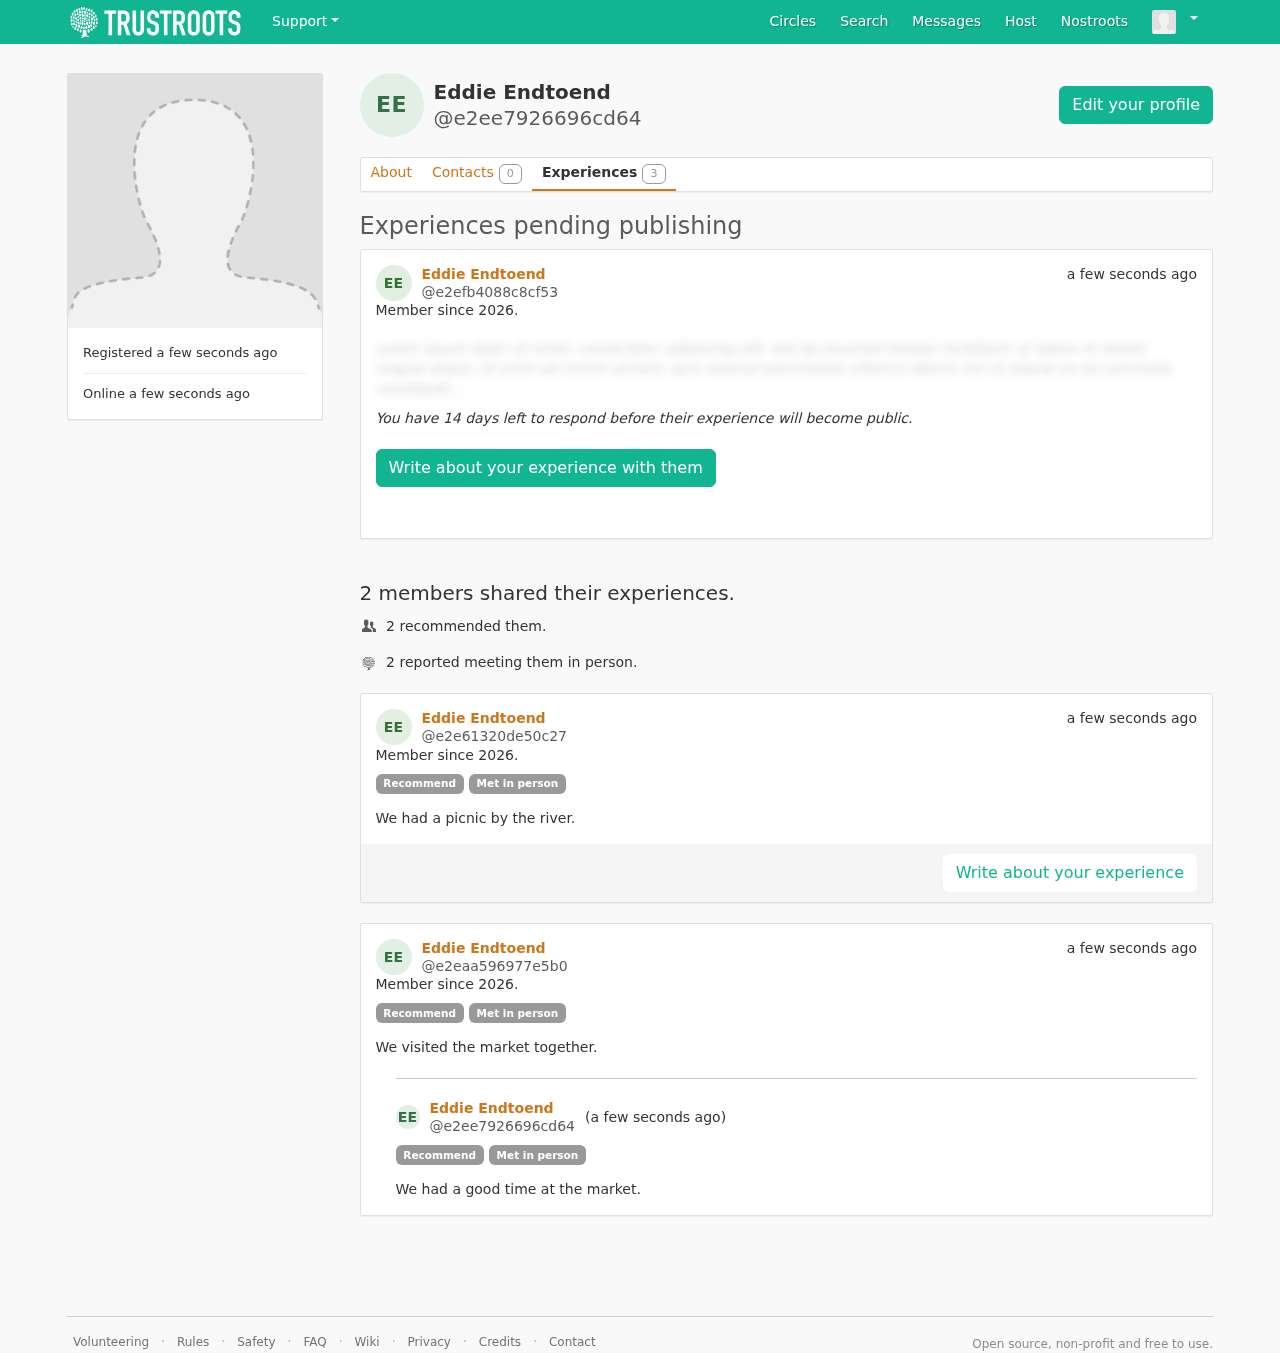 TRUSTROOTS Support Circles Search Messages Host Nostroots
EE Eddie Endtoend
@e2ee7926696cd64
Edit your profile
About Contacts 0 Experiences 3
Registered a few seconds ago
Online a few seconds ago
Experiences pending publishing
EE Eddie Endtoend a few seconds ago
@e2efb4088c8cf53
Member since 2026.
You have 14 days left to respond before their experience will become public.
Write about your experience with them
2 members shared their experiences.
2 recommended them.
2 reported meeting them in person.
EE Eddie Endtoend a few seconds ago
@e2e61320de50c27
Member since 2026.
Recommend Met in person
We had a picnic by the river.
Write about your experience
EE Eddie Endtoend a few seconds ago
@e2eaa596977e5b0
Member since 2026.
Recommend Met in person
We visited the market together.
EE Eddie Endtoend (a few seconds ago)
@e2ee7926696cd64
Recommend Met in person
We had a good time at the market.
Volunteering · Rules · Safety · FAQ · Wiki · Privacy · Credits · Contact
Open source, non-profit and free to use.